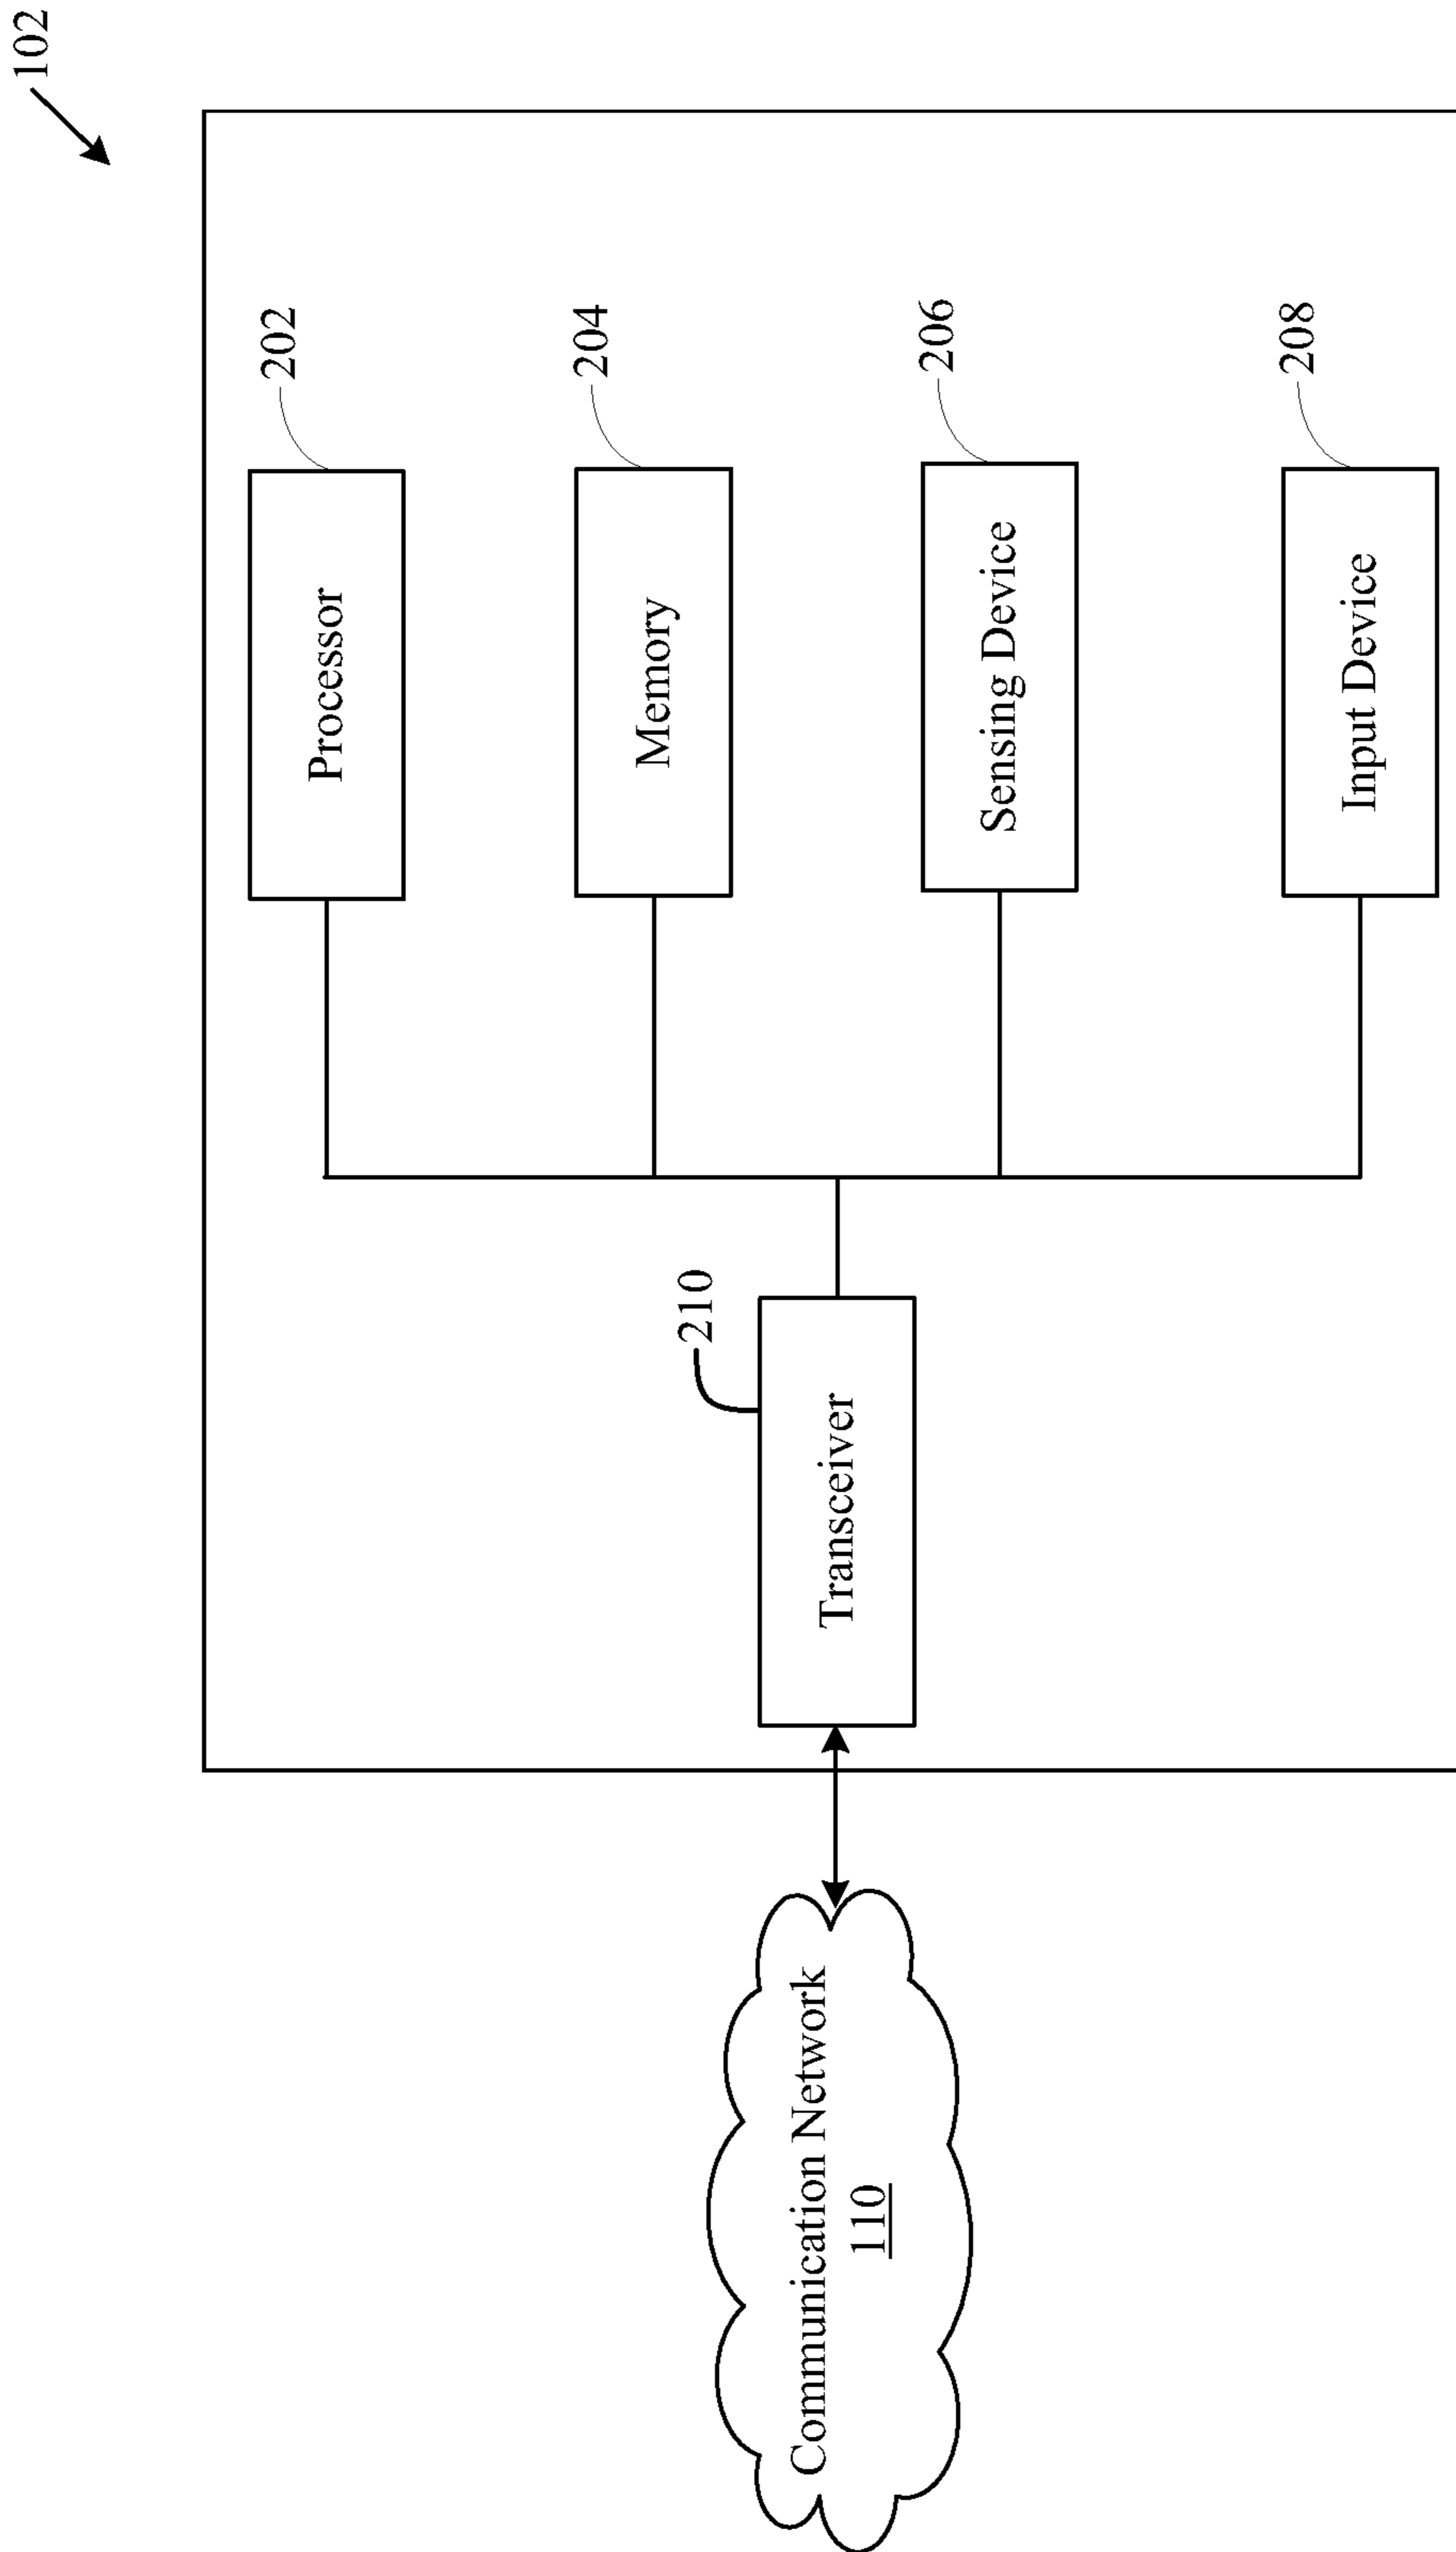 102
202
Processor
204
Memory
206
Sensing Device
208
Input Device
210
Transceiver
Communication Network
110